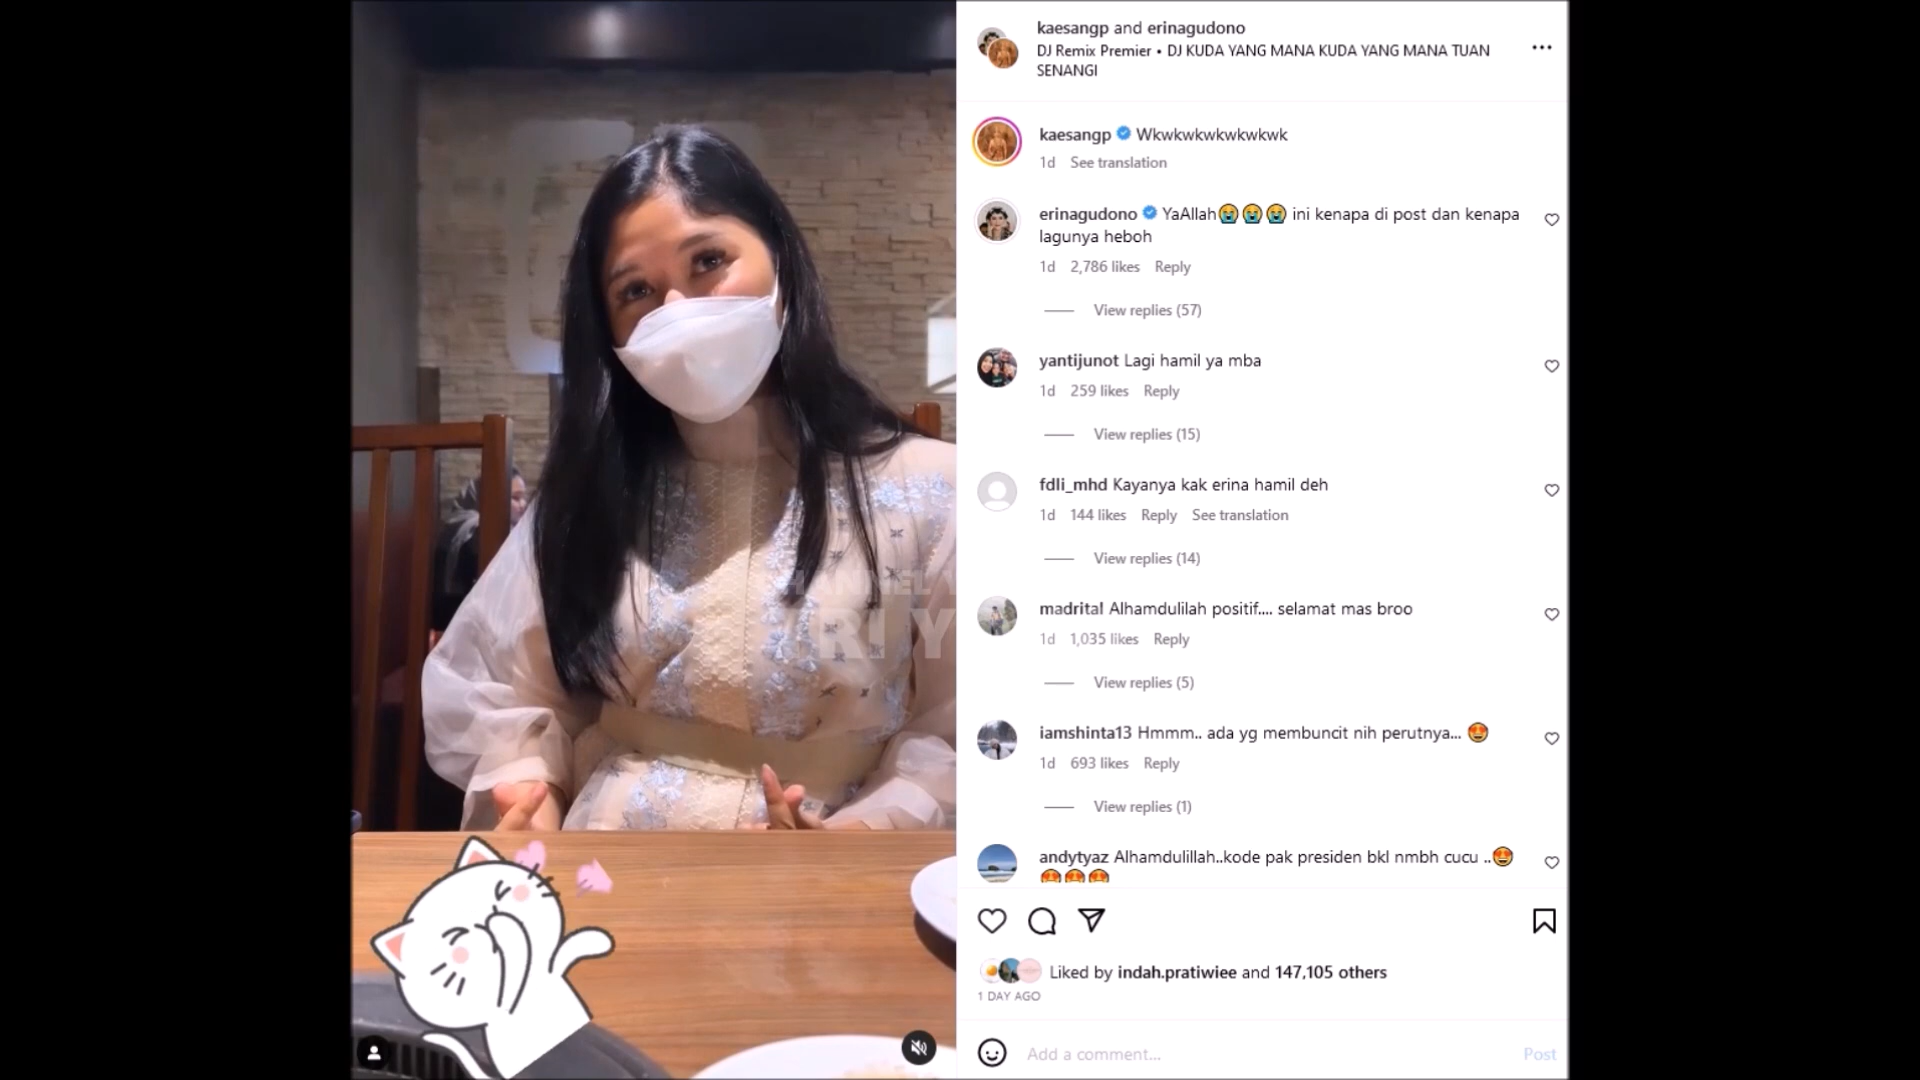 kaesangp and erinagudono
DJ Remix Premier • DJ KUDA YANG MANA KUDA YANG MANA TUAN
SENANGI
kaesangp Wkwkwkwkwkwkwk
1d See translation
erinagudono YaAllah😭😭😭 ini kenapa di post dan kenapa
lagunya heboh
1d 2,786 likes Reply
View replies (57)
yantijunot Lagi hamil ya mba
1d 259 likes Reply
View replies (15)
fdli_mhd Kayanya kak erina hamil deh
1d 144 likes Reply See translation
View replies (14)
madrital Alhamdulilah positif.... selamat mas broo
1d 1,035 likes Reply
View replies (5)
iamshinta13 Hmmm.. ada yg membuncit nih perutnya... 😍
1d 693 likes Reply
View replies (1)
andytyaz Alhamdulillah..kode pak presiden bkl nmbh cucu ..😍
😍😍😍
Liked by indah.pratiwiee and 147,105 others
1 DAY AGO
Add a comment...
Post